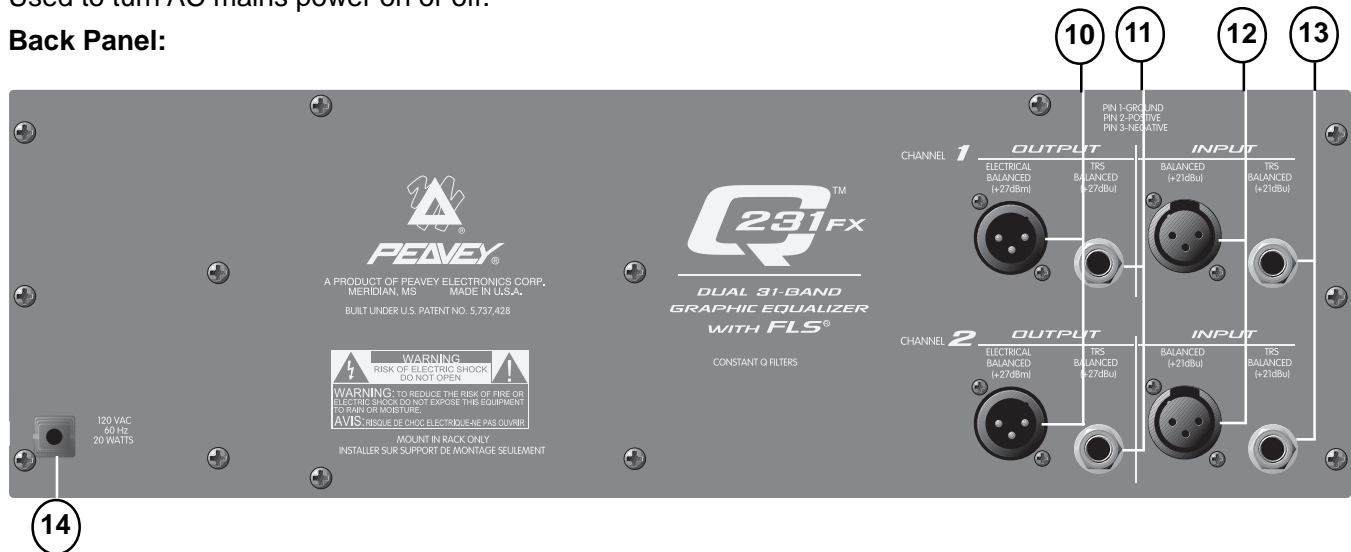 Used to turn AC mains power on or off.
Back Panel:
10 11 12 13
PIN 1-GROUND
PIN 2-POSTIVE
PIN 3-NEGATIVE
CHANNEL 1 OUTPUT INPUT
ELECTRICAL BALANCED (+27dBm)
TRS BALANCED (+27dBu)
BALANCED (+21dBu)
TRS BALANCED (+21dBu)
®
PEAVEY®
A PRODUCT OF PEAVEY ELECTRONICS CORP.
MERIDIAN, MS MADE IN U.S.A.
BUILT UNDER U.S. PATENT NO. 5,737,428
Q 231FX™
DUAL 31-BAND
GRAPHIC EQUALIZER
WITH FLS®
CONSTANT Q FILTERS
CHANNEL 2 OUTPUT INPUT
ELECTRICAL BALANCED (+27dBm)
TRS BALANCED (+27dBu)
BALANCED (+21dBu)
TRS BALANCED (+21dBu)
WARNING
RISK OF ELECTRIC SHOCK
DO NOT OPEN
WARNING: TO REDUCE THE RISK OF FIRE OR
ELECTRIC SHOCK DO NOT EXPOSE THIS EQUIPMENT
TO RAIN OR MOISTURE.
AVIS: RISQUE DE CHOC ELECTRIQUE-NE PAS OUVRIR
MOUNT IN RACK ONLY
INSTALLER SUR SUPPORT DE MONTAGE SEULEMENT
120 VAC
60 Hz
20 WATTS
14